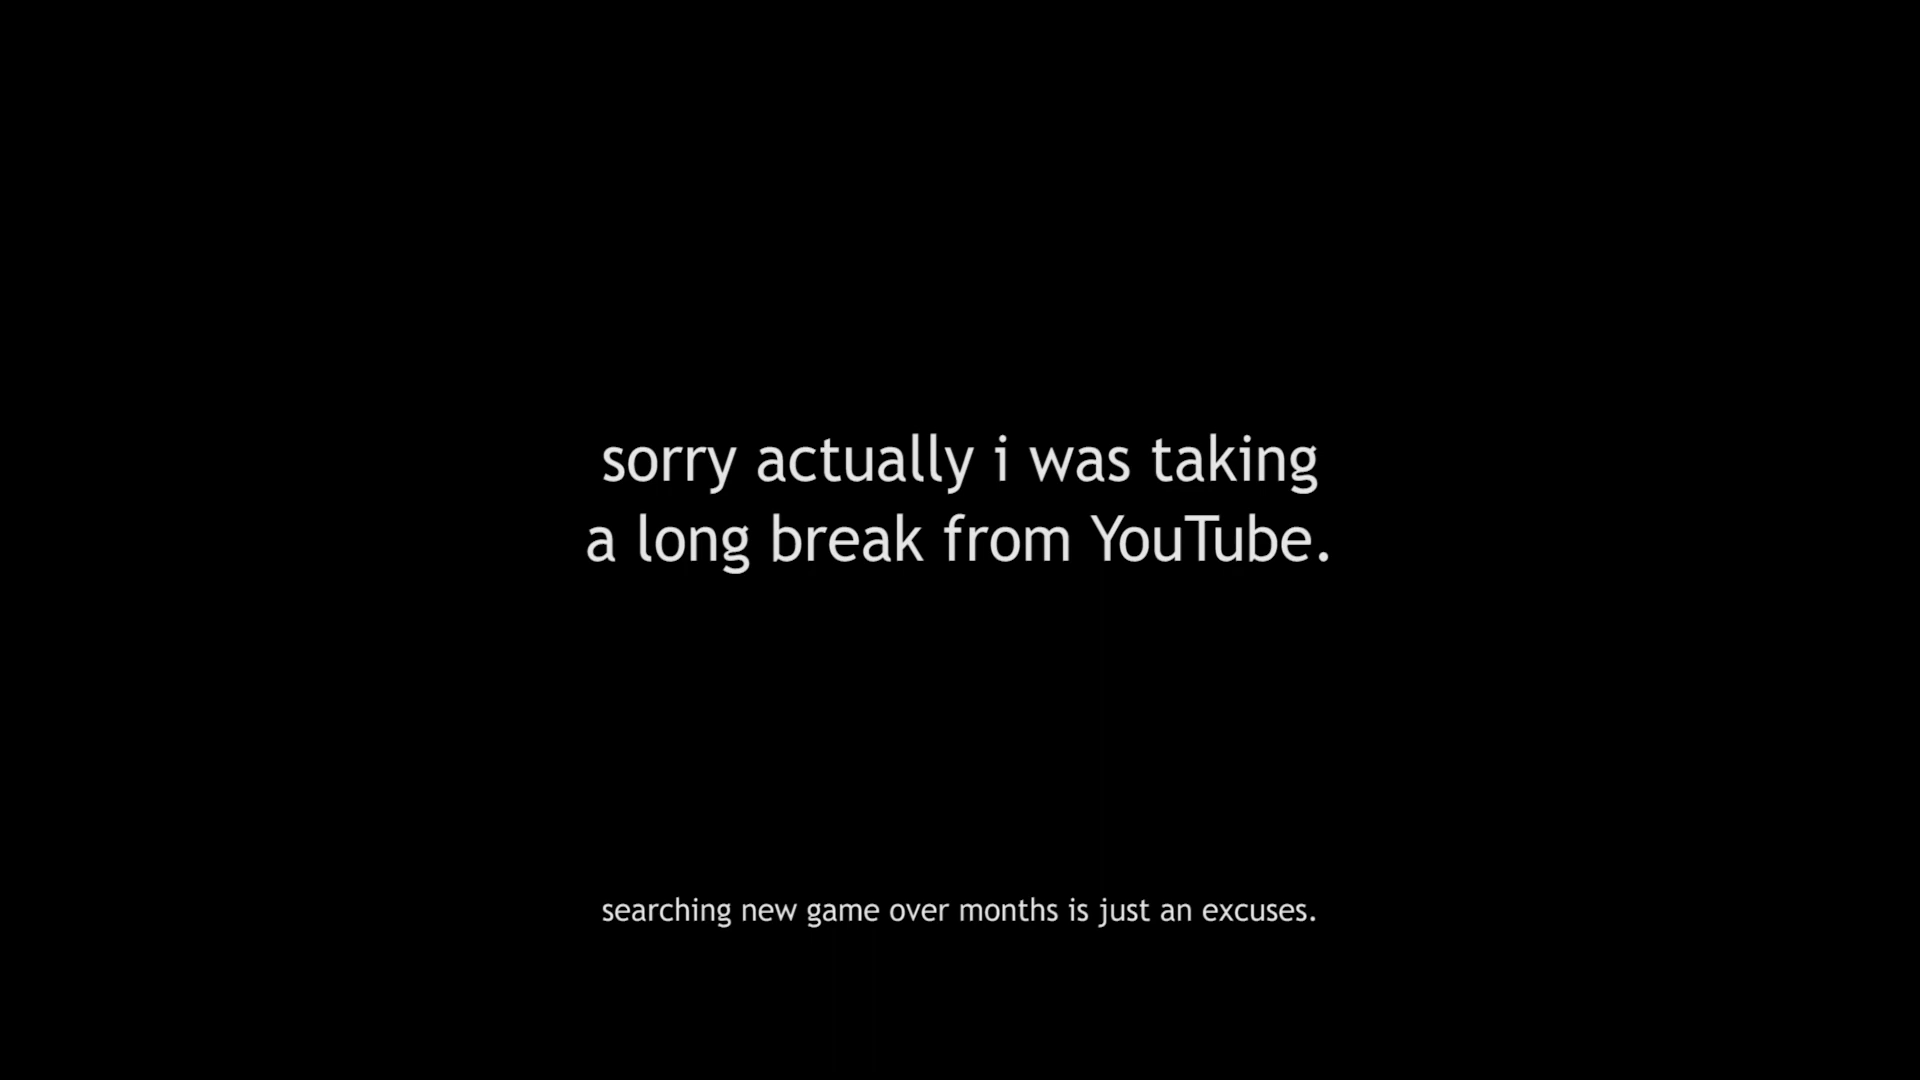 sorry actually i was taking
a long break from YouTube.
searching new game over months is just an excuses.